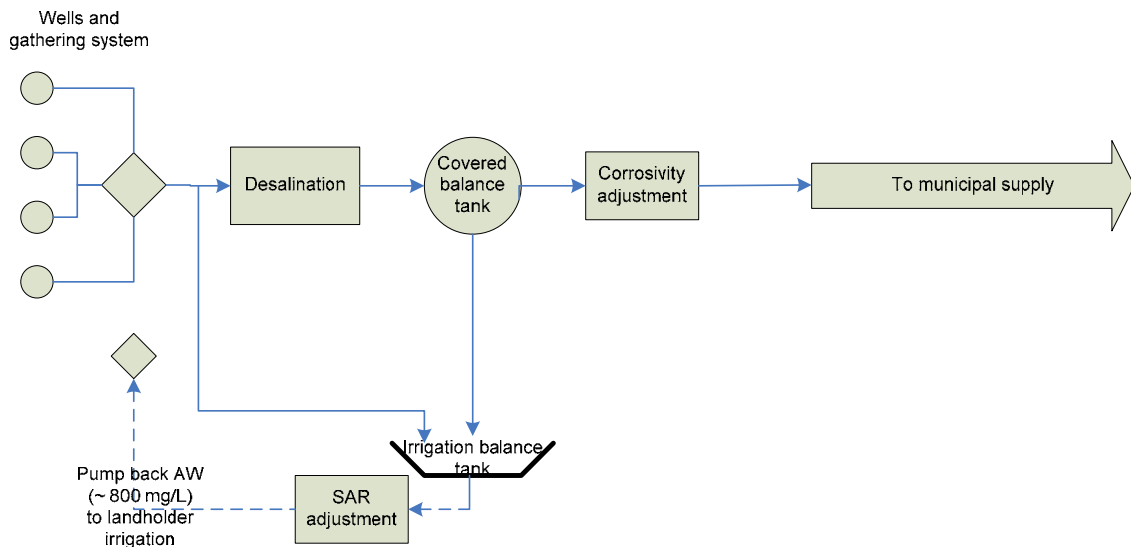 Wells and
gathering system
Desalination
Covered
balance
tank
Corrosivity
adjustment
To municipal supply
Irrigation balance
tank
Pump back AW
(~ 800 mg/L)
to landholder
irrigation
SAR
adjustment